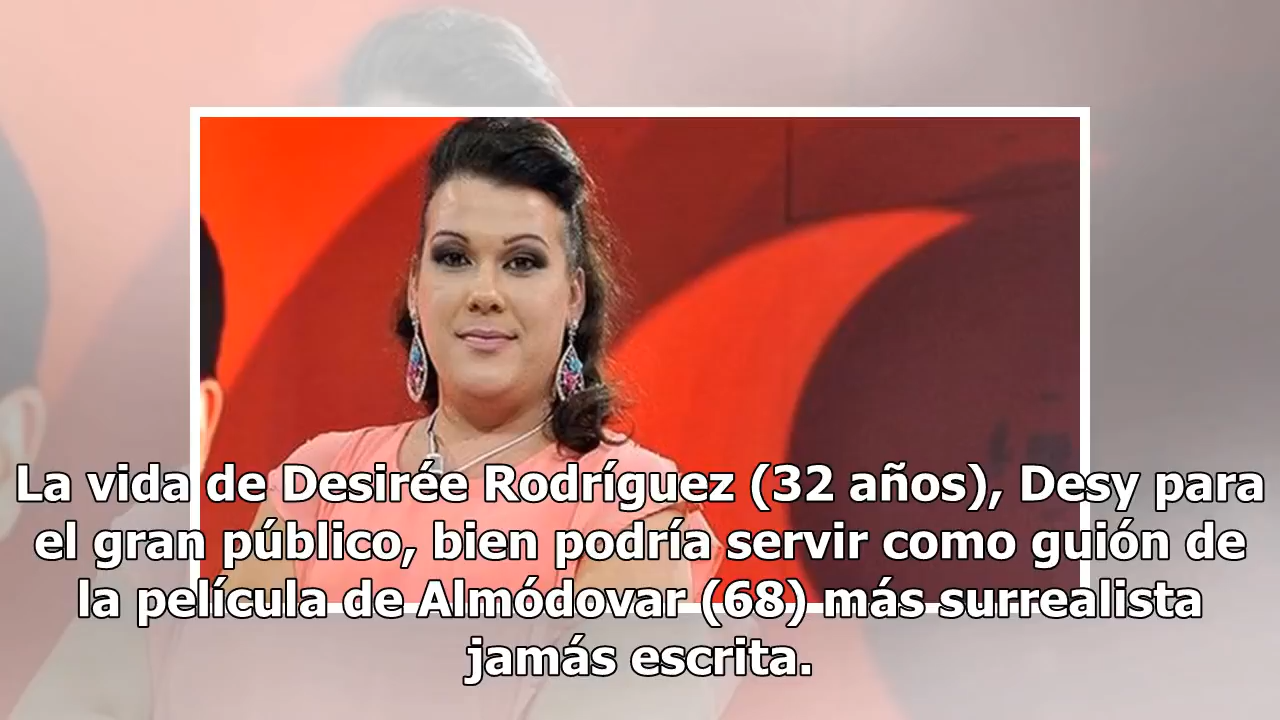 La vida de Desirée Rodríguez (32 años), Desy para
el gran público, bien podría servir como guión de
la película de Almódovar (68) más surrealista
jamás escrita.